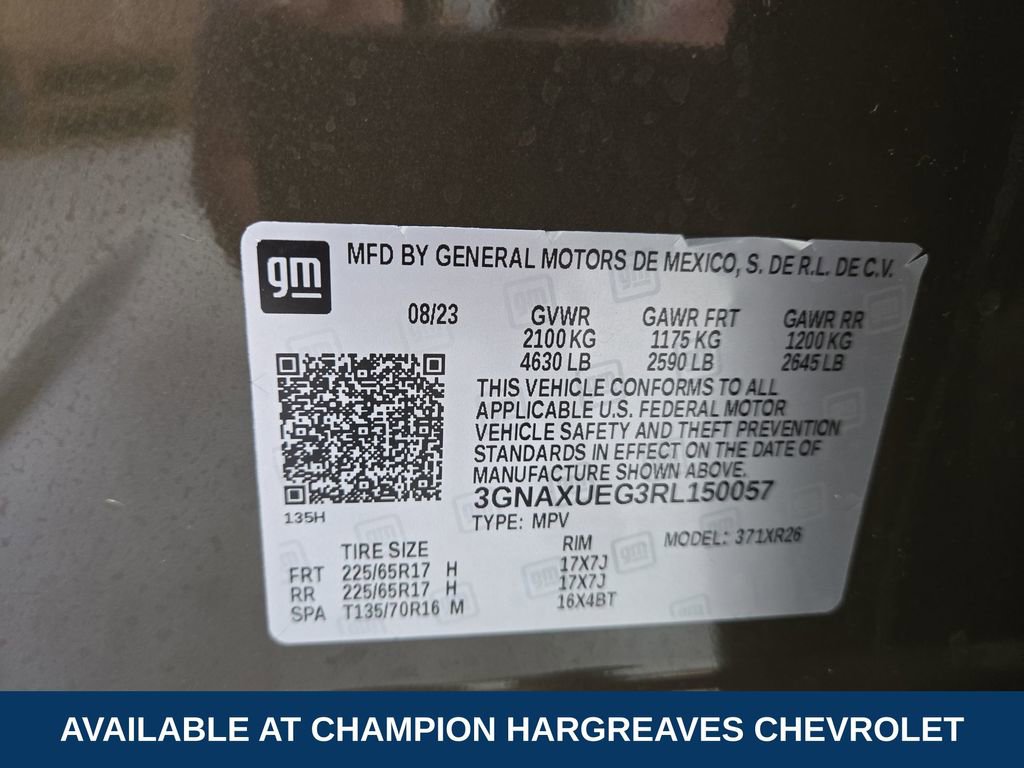 gm
MFD BY GENERAL MOTORS DE MEXICO, S. DE R.L. DE C.V.
08/23 GVWR GAWR FRT GAWR RR
2100 KG 1175 KG 1200 KG
4630 LB 2590 LB 2645 LB
THIS VEHICLE CONFORMS TO ALL
APPLICABLE U.S. FEDERAL MOTOR
VEHICLE SAFETY AND THEFT PREVENTION
STANDARDS IN EFFECT ON THE DATE OF
MANUFACTURE SHOWN ABOVE.
3GNAXUEG3RL150057
135H
TYPE: MPV MODEL: 371XR26
TIRE SIZE RIM
FRT 225/65R17 H 17X7J
RR 225/65R17 H 17X7J
SPA T135/70R16 M 16X4BT
AVAILABLE AT CHAMPION HARGREAVES CHEVROLET